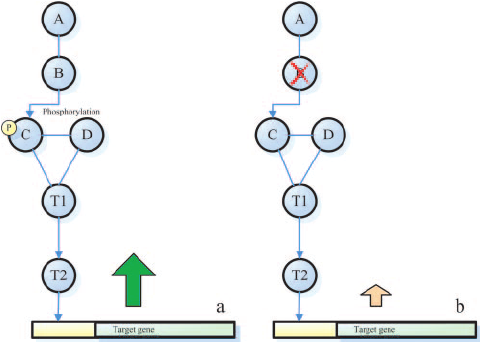 A
B
Phosphorylation
P
C
D
T1
T2
Target gene
a
A
B
C
D
T1
T2
Target gene
b